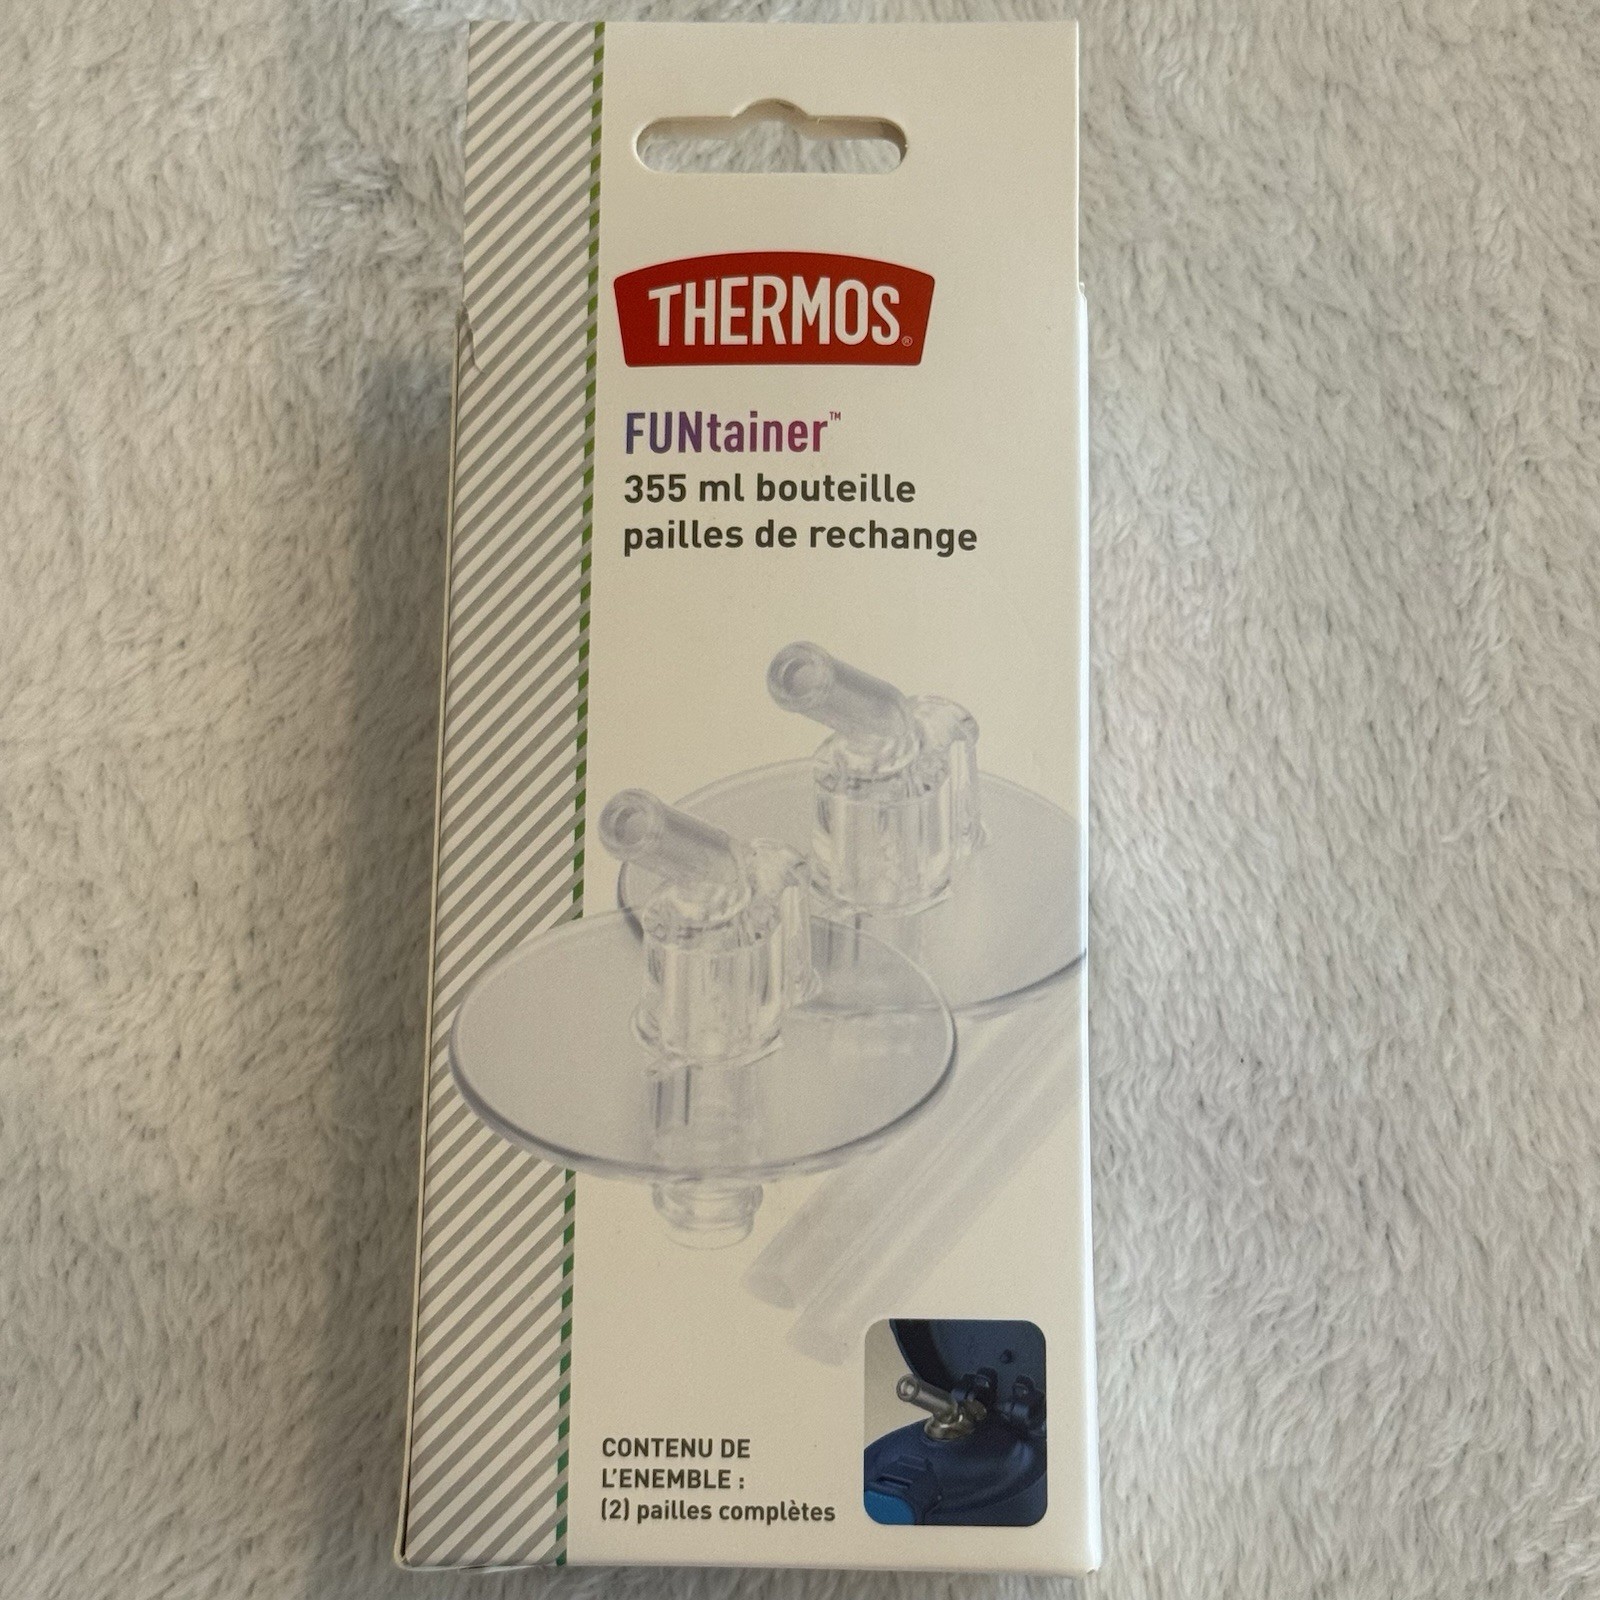 THERMOS®
FUNtainer™
355 ml bouteille
pailles de rechange
CONTENU DE
L'ENEMBLE :
(2) pailles complètes